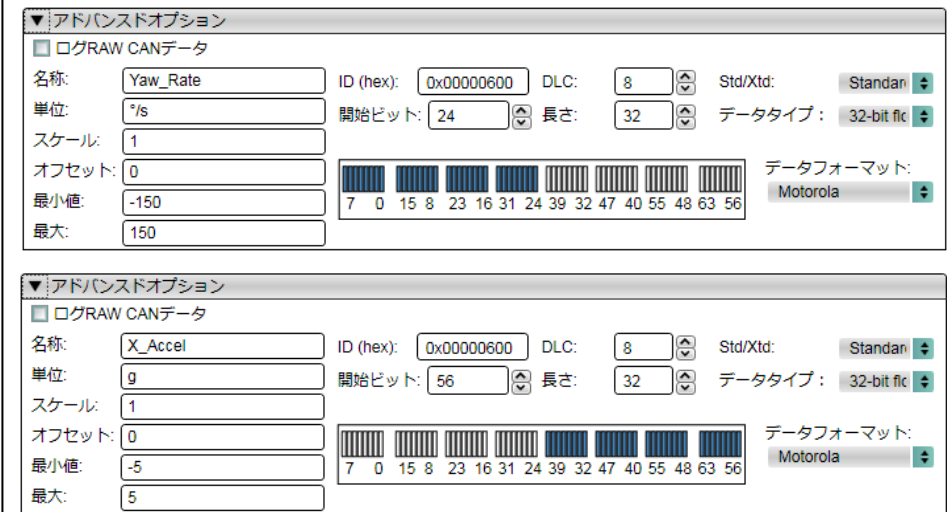 ▼ アドバンスドオプション
ログRAW CANデータ
名称: Yaw_Rate ID (hex): 0x00000600 DLC: 8 Std/Xtd: Standar
単位: °/s 開始ビット: 24 長さ: 32 データタイプ： 32-bit flc
スケール: 1
オフセット: 0 データフォーマット:
最小値: -150 7 0 15 8 23 16 31 24 39 32 47 40 55 48 63 56 Motorola
最大: 150
▼ アドバンスドオプション
ログRAW CANデータ
名称: X_Accel ID (hex): 0x00000600 DLC: 8 Std/Xtd: Standar
単位: g 開始ビット: 56 長さ: 32 データタイプ： 32-bit flc
スケール: 1
オフセット: 0 データフォーマット:
最小値: -5 7 0 15 8 23 16 31 24 39 32 47 40 55 48 63 56 Motorola
最大: 5